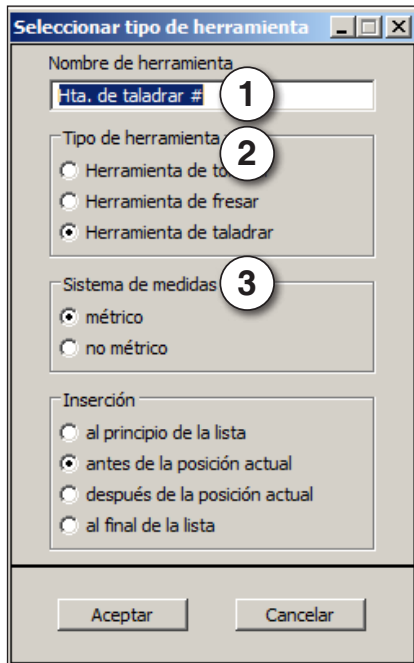 Seleccionar tipo de herramienta
Nombre de herramienta
Hta. de taladrar #
1
Tipo de herramienta
2
Herramienta de
Herramienta de fresar
Herramienta de taladrar
Sistema de medidas
3
métrico
no métrico
Inserción
al principio de la lista
antes de la posición actual
después de la posición actual
al final de la lista
Aceptar
Cancelar